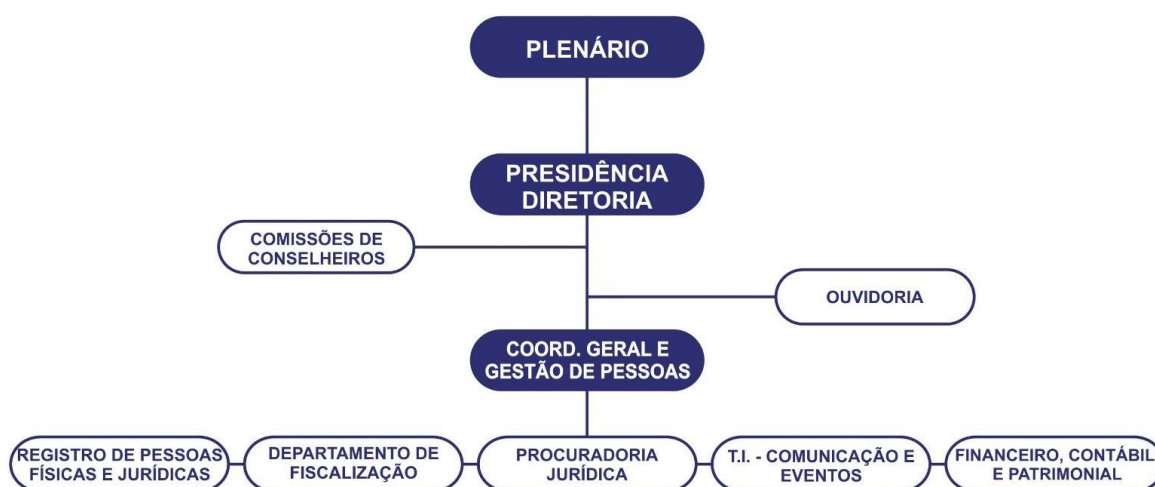 PLENÁRIO
PRESIDÊNCIA
DIRETORIA
COMISSÕES DE
CONSELHEIROS
OUVIDORIA
COORD. GERAL E
GESTÃO DE PESSOAS
REGISTRO DE PESSOAS
FÍSICAS E JURÍDICAS
DEPARTAMENTO DE
FISCALIZAÇÃO
PROCURADORIA
JURÍDICA
T.I. - COMUNICAÇÃO E
EVENTOS
FINANCEIRO, CONTÁBIL
E PATRIMONIAL